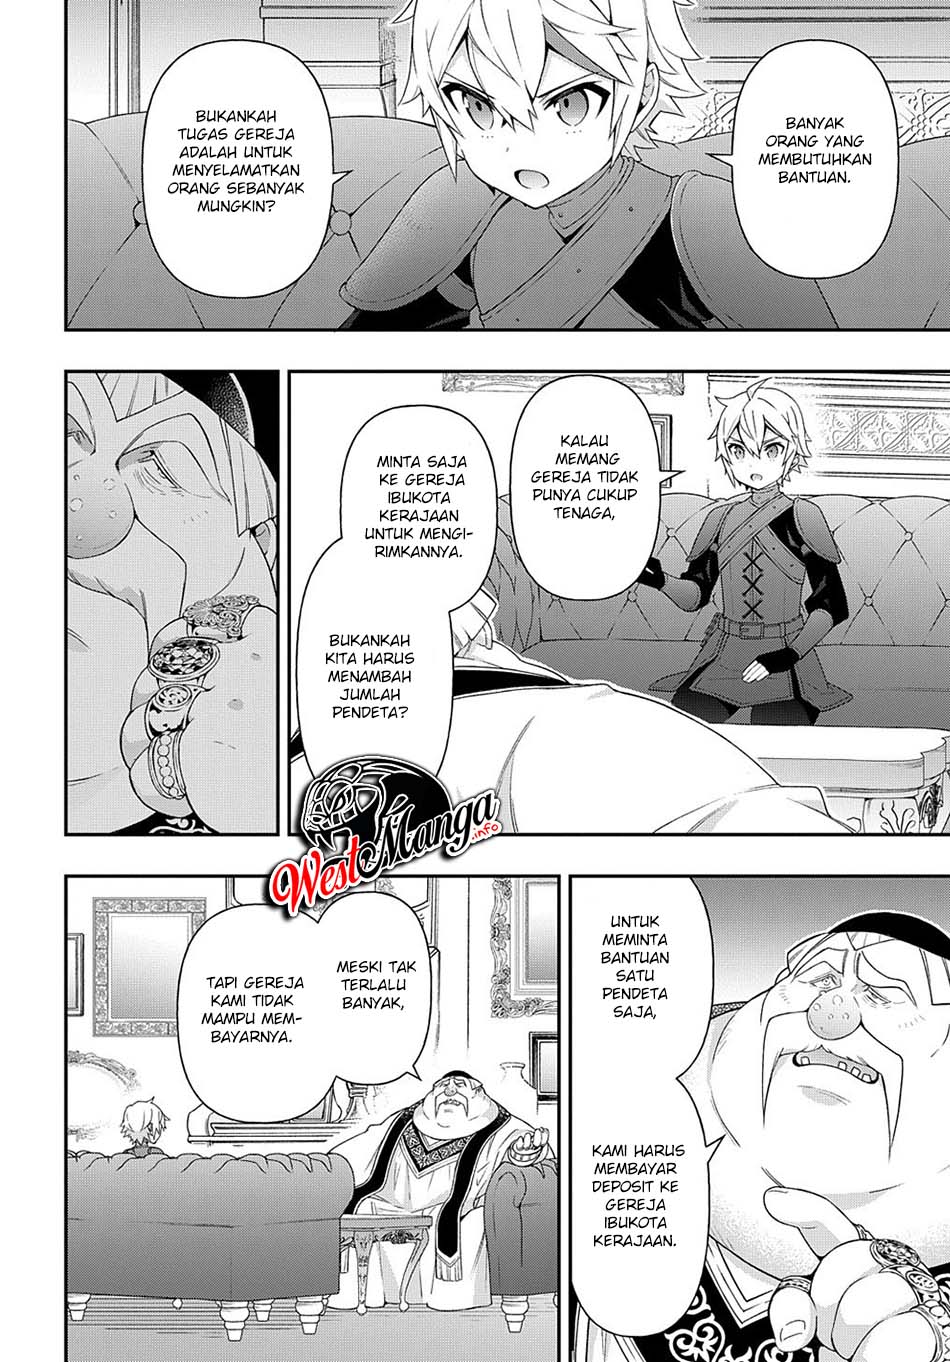 BANYAK
ORANG YANG
MEMBUTUHKAN
BANTUAN.
BUKANKAH
TUGAS GEREJA
ADALAH UNTUK
MENYELAMATKAN
ORANG SEBANYAK
MUNGKIN?
KALAU
MEMANG
GEREJA TIDAK
PUNYA CUKUP
TENAGA,
MINTA SAJA
KE GEREJA
IBUKOTA
KERAJAAN
UNTUK MENGI-
RIMKANNYA.
BUKANKAH
KITA HARUS
MENAMBAH
JUMLAH
PENDETA?
WestManga
.info
UNTUK
MEMINTA
BANTUAN
SATU
PENDETA
SAJA,
KAMI HARUS
MEMBAYAR
DEPOSIT KE
GEREJA
IBUKOTA
KERAJAAN.
MESKI TAK
TERLALU
BANYAK,
TAPI GEREJA
KAMI TIDAK
MAMPU MEM-
BAYARNYA.